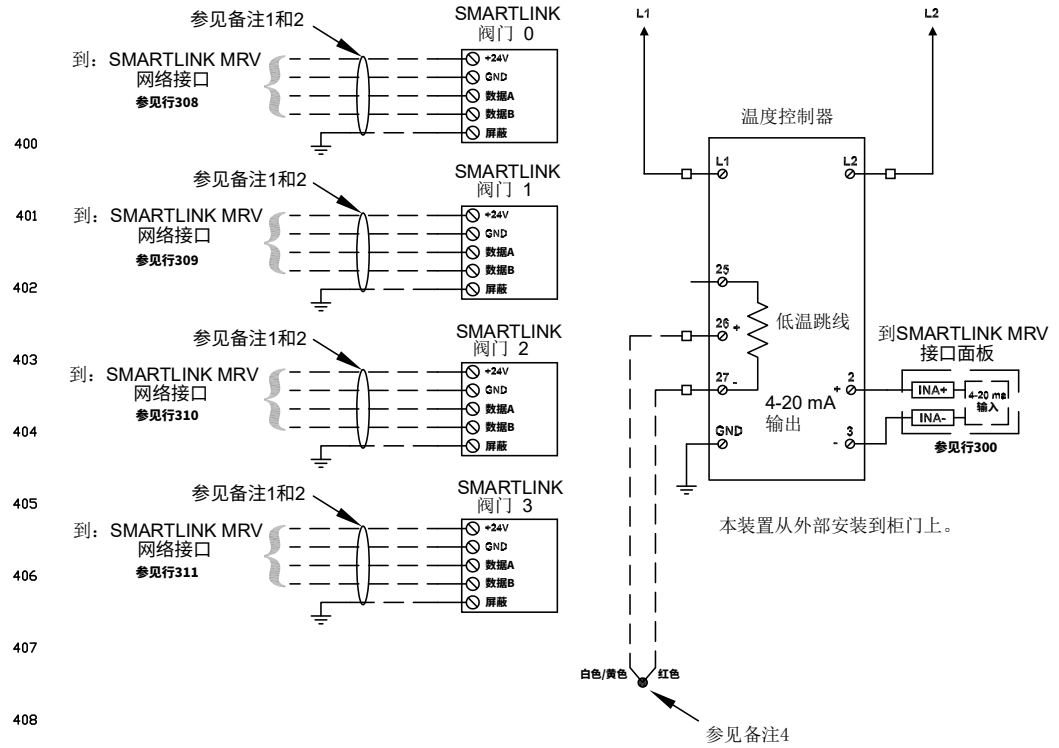 参见备注1和2
SMARTLINK
阀门 0
到：SMARTLINK MRV
网络接口
参见行308
+24V
GND
数据A
数据B
屏蔽
400
参见备注1和2
SMARTLINK
阀门 1
401
到：SMARTLINK MRV
网络接口
参见行309
+24V
GND
数据A
数据B
屏蔽
402
参见备注1和2
SMARTLINK
阀门 2
403
到：SMARTLINK MRV
网络接口
参见行310
+24V
GND
数据A
数据B
屏蔽
404
405
参见备注1和2
SMARTLINK
阀门 3
到：SMARTLINK MRV
网络接口
参见行311
+24V
GND
数据A
数据B
屏蔽
406
407
408
L1
L2
温度控制器
L1
L2
25
26 +
低温跳线
27 -
GND
4-20 mA
输出
+ 2
- 3
到SMARTLINK MRV
接口面板
INA+
INA-
4-20 ma
输入
参见行300
本装置从外部安装到柜门上。
白色/黄色
红色
参见备注4